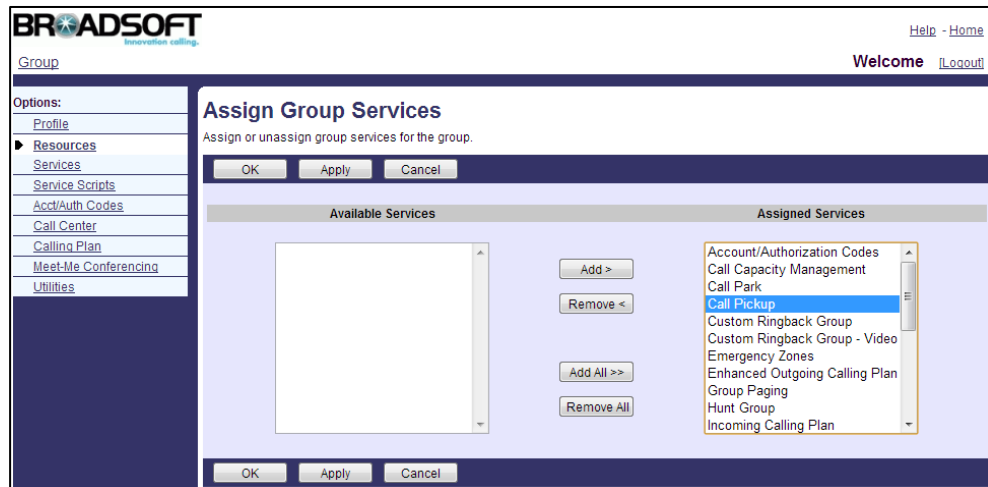 BROADSOFT
Innovation calling.
Help - Home
Group
Welcome [Logout]
Options:
Profile
Resources
Services
Service Scripts
Acct/Auth Codes
Call Center
Calling Plan
Meet-Me Conferencing
Utilities
Assign Group Services
Assign or unassign group services for the group.
OK Apply Cancel
Available Services
Assigned Services
Add >
Remove <
Add All >>
Remove All
Account/Authorization Codes
Call Capacity Management
Call Park
Call Pickup
Custom Ringback Group
Custom Ringback Group - Video
Emergency Zones
Enhanced Outgoing Calling Plan
Group Paging
Hunt Group
Incoming Calling Plan
OK Apply Cancel